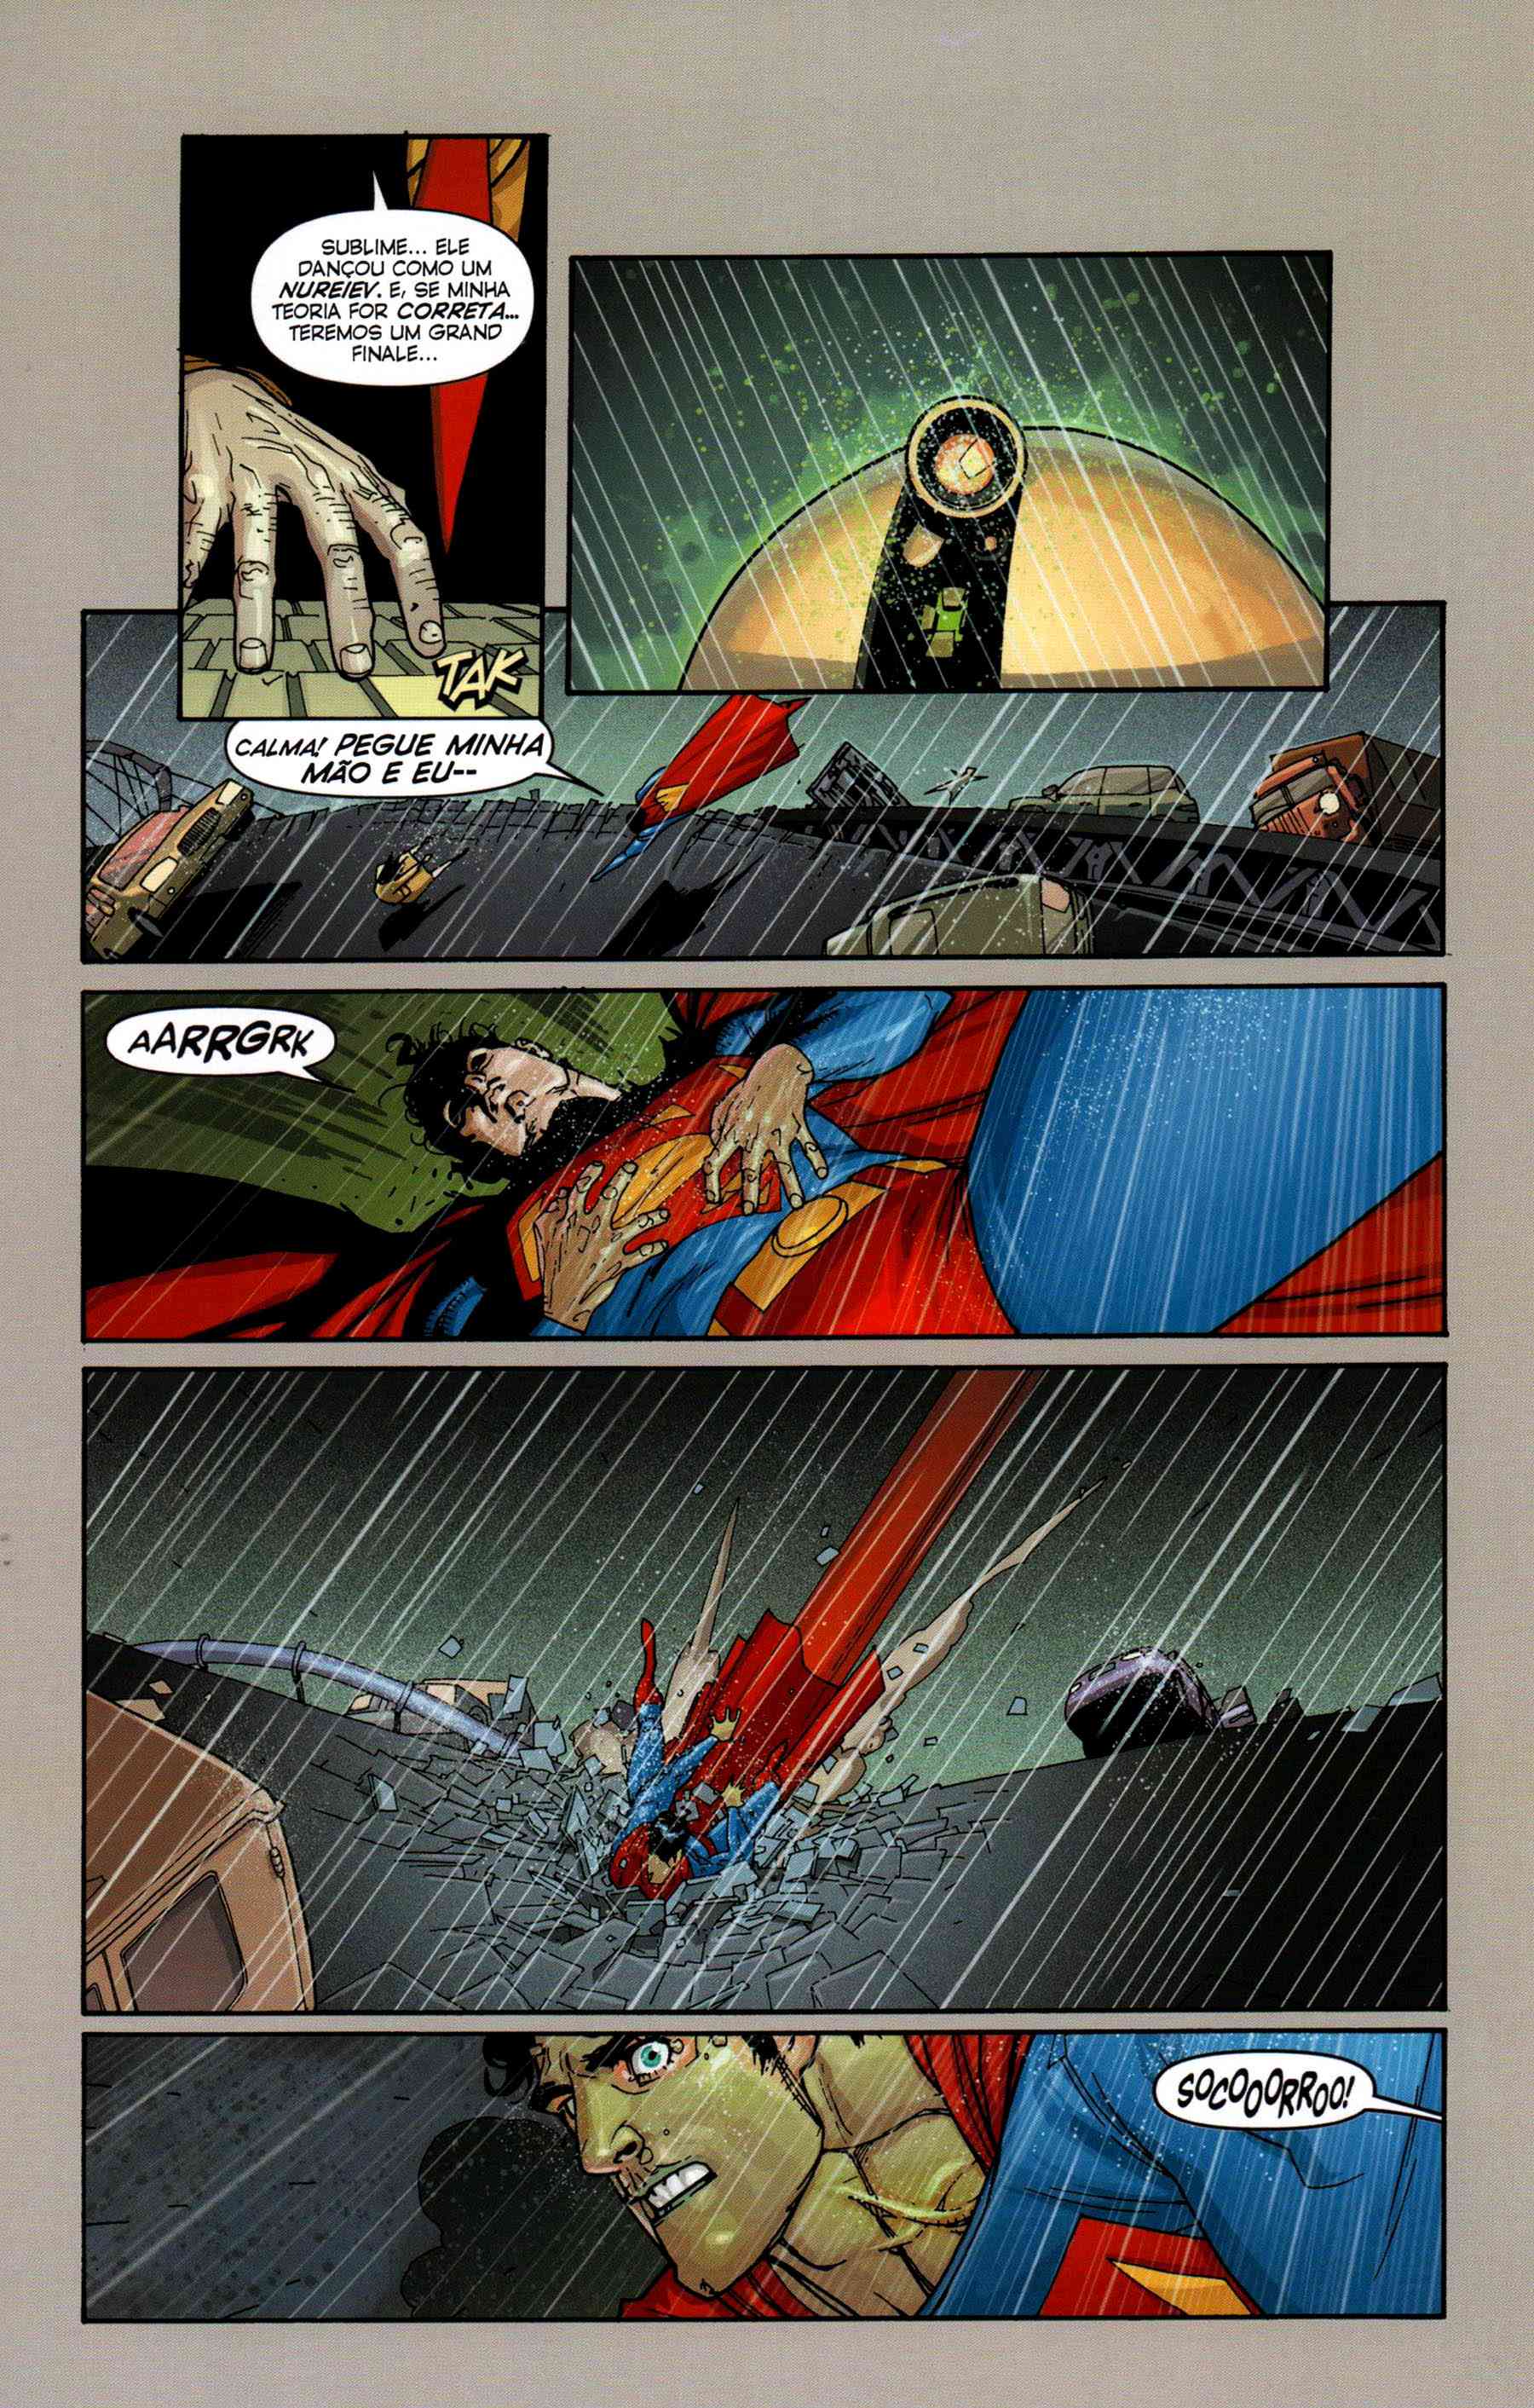 SUBLIME... ELE
DANÇOU COMO UM
NUREIEV. E, SE MINHA
TEORIA FOR CORRETA...
TEREMOS UM GRAND
FINALE...
TAK
CALMA! PEGUE MINHA
MÃO E EU--
AARRGRK
SOCOOORROO!